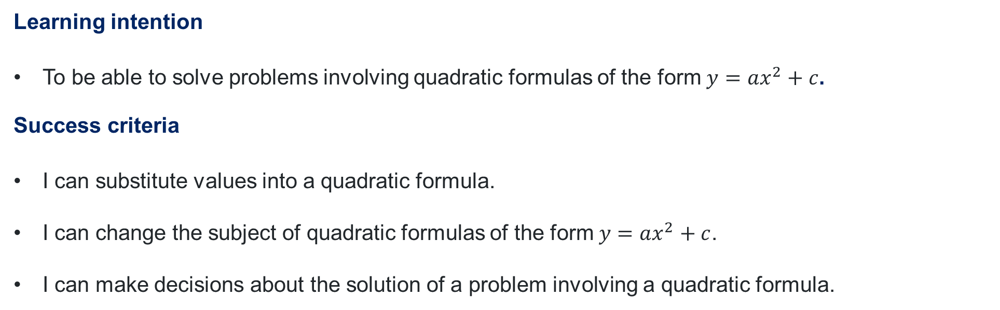 Learning intention
• To be able to solve problems involving quadratic formulas of the form y = ax² + c.
Success criteria
• I can substitute values into a quadratic formula.
• I can change the subject of quadratic formulas of the form y = ax² + c.
• I can make decisions about the solution of a problem involving a quadratic formula.